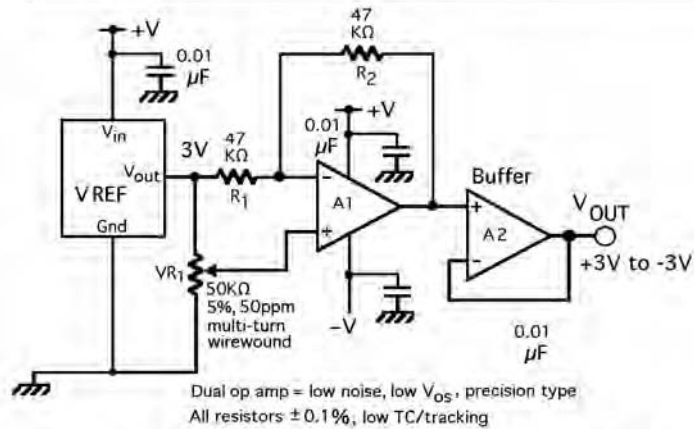 +V
0.01
µF
47
KΩ
R2
+V
0.01
µF
Vin
3V
47
KΩ
Vout
VREF
R1
−
A1
+
Buffer
+
A2
−
VOUT
+3V to -3V
Gnd
VR1
50KΩ
5%, 50ppm
multi-turn
wirewound
−V
0.01
µF
Dual op amp = low noise, low VOS, precision type
All resistors ±0.1%, low TC/tracking